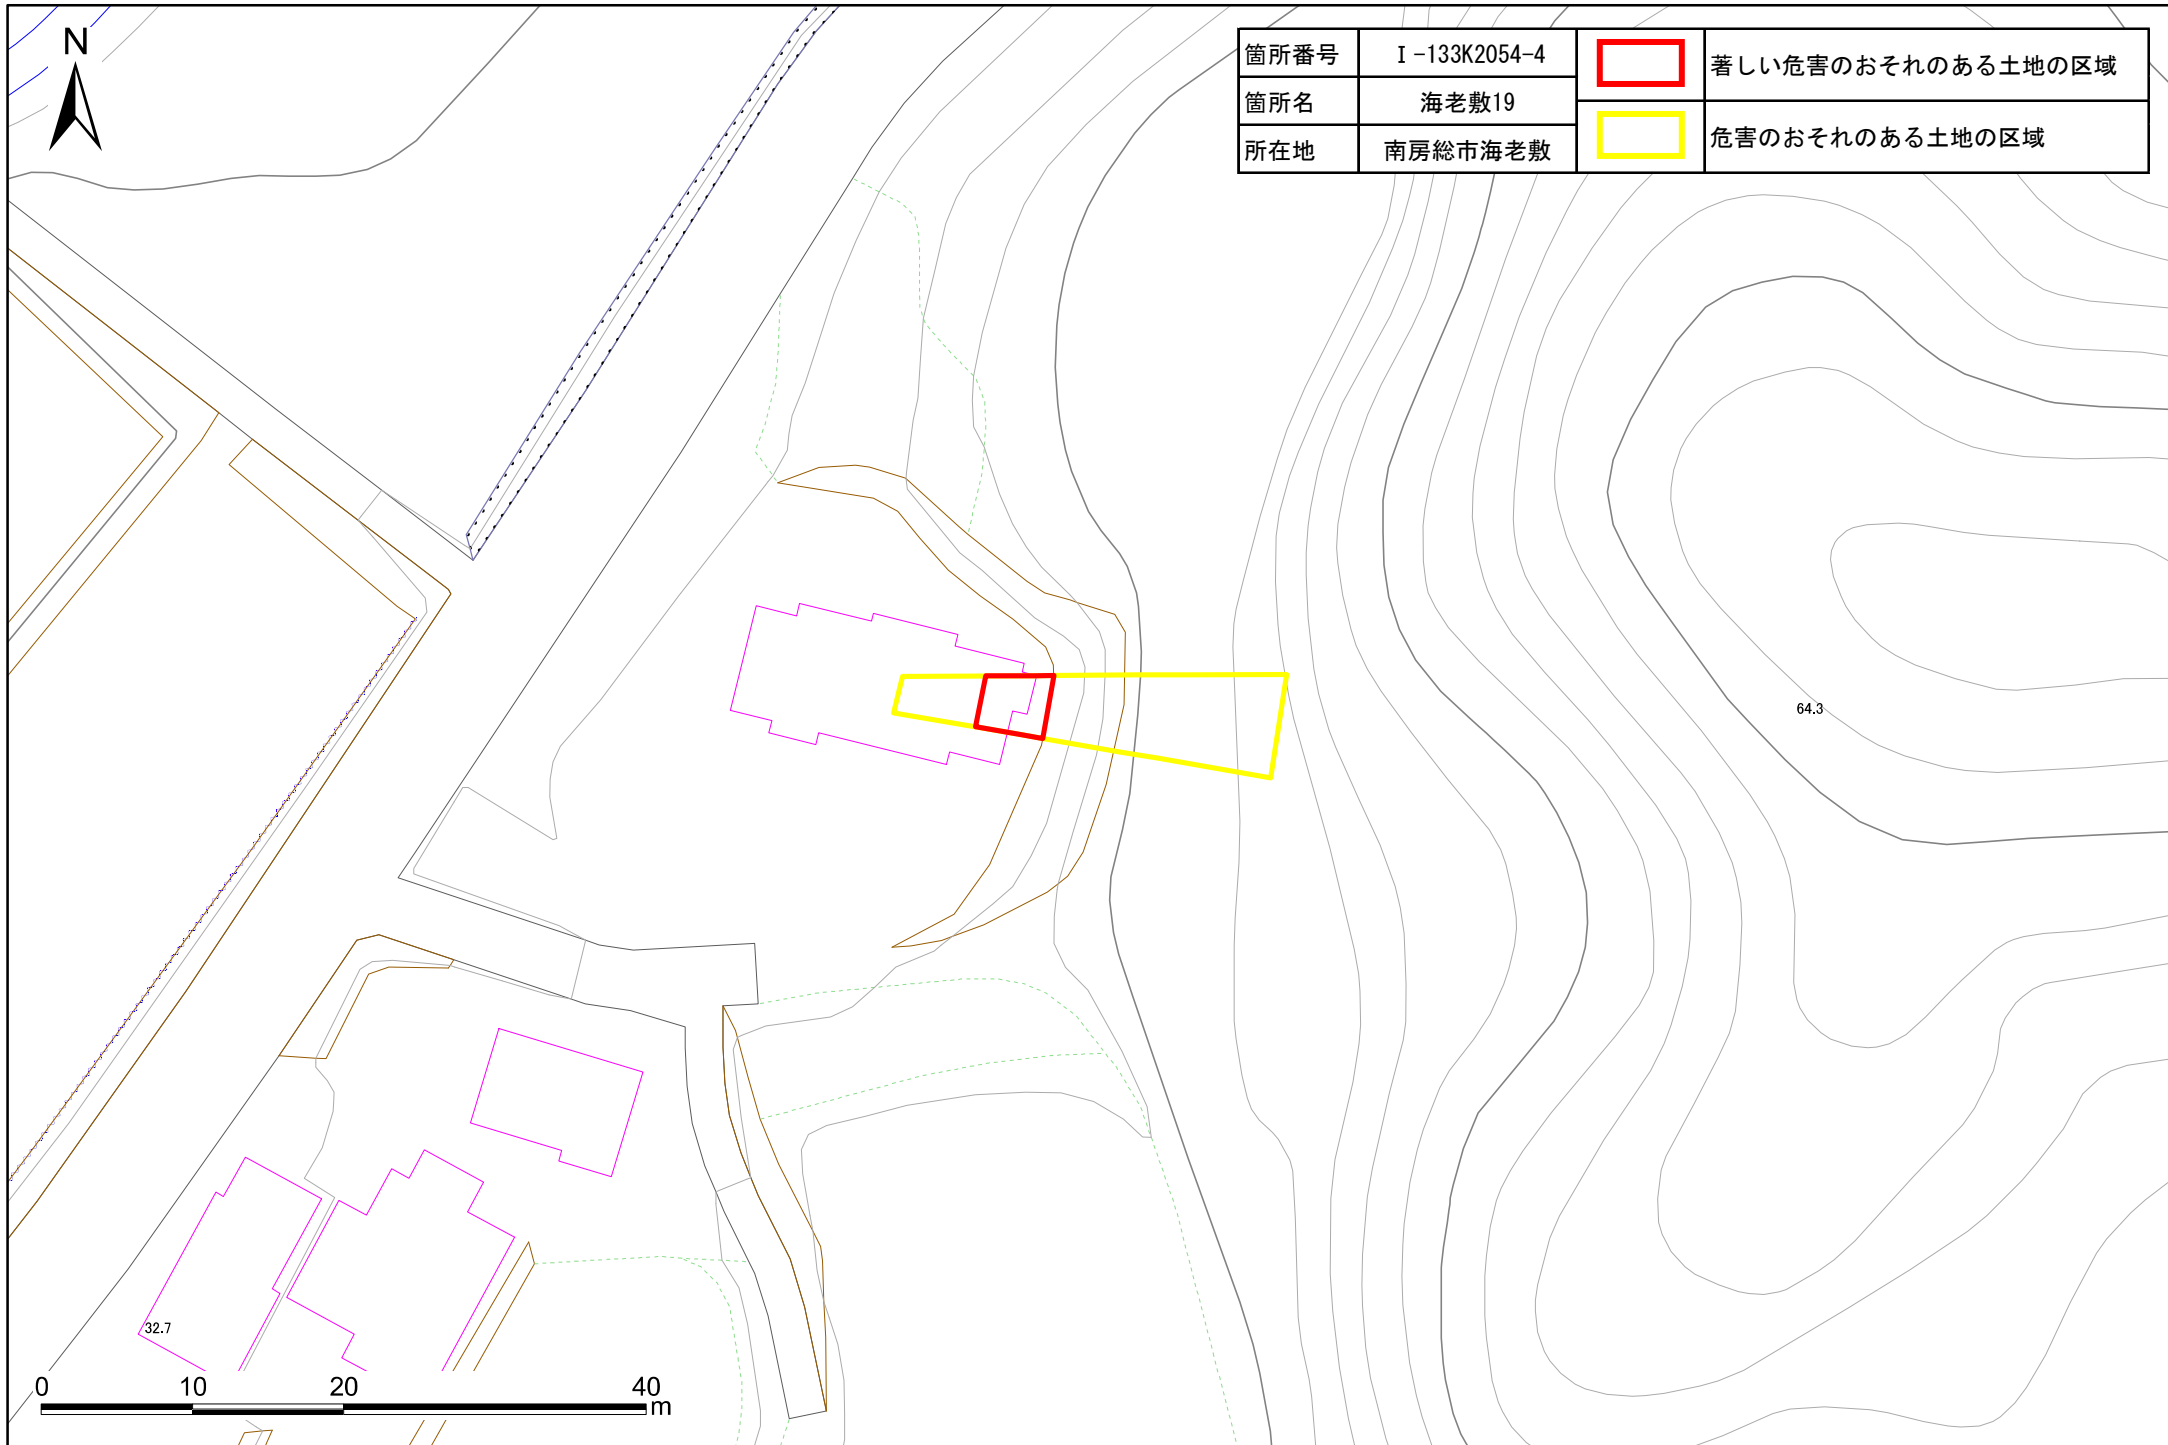 N
箇所番号 Ⅰ-133K2054-4
箇所名 海老敷19
所在地 南房総市海老敷
著しい危害のおそれのある土地の区域
危害のおそれのある土地の区域
64.3
32.7
0 10 20 40
m